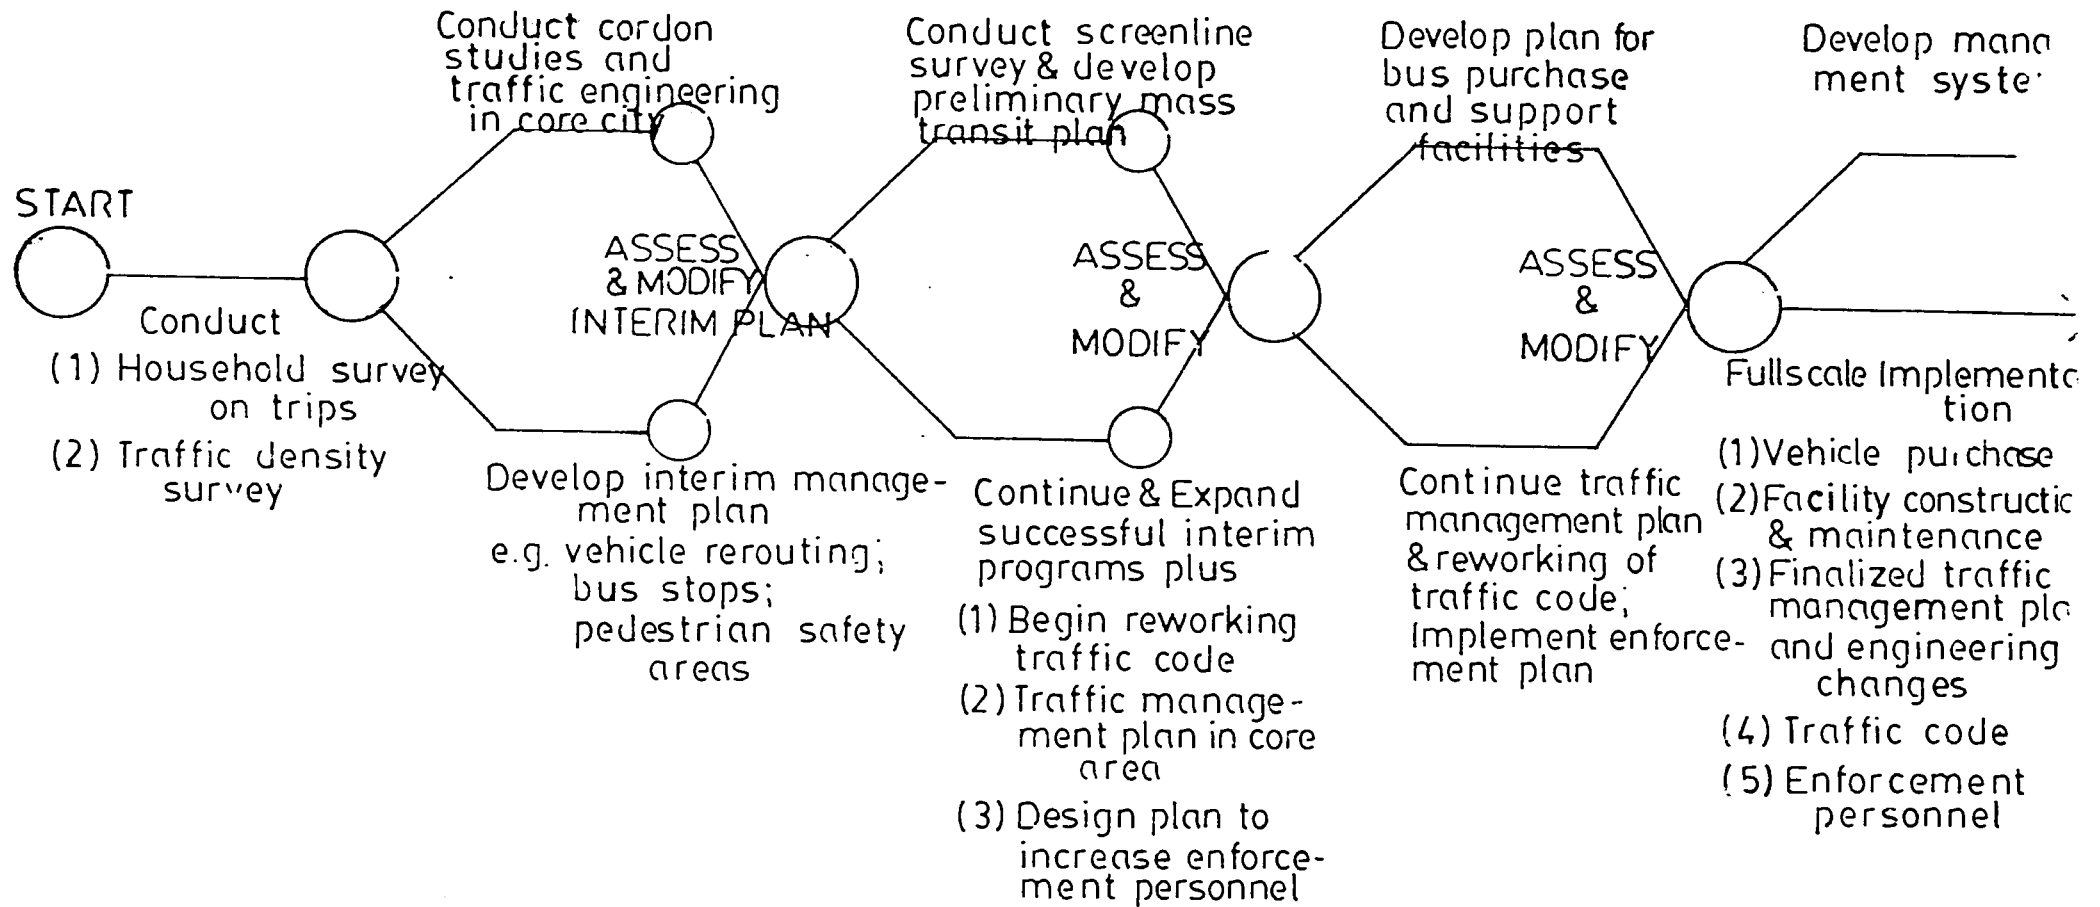 Conduct cordon
studies and
traffic engineering
in core city
Conduct screenline
survey & develop
preliminary mass
transit plan
Develop plan for
bus purchase
and support
facilities
Develop mana
ment syste
START
ASSESS
& MODIFY
INTERIM PLAN
ASSESS
&
MODIFY
ASSESS
&
MODIFY
Conduct
(1) Household survey
on trips
(2) Traffic density
survey
Develop interim manage-
ment plan
e.g. vehicle rerouting;
bus stops;
pedestrian safety
areas
Continue & Expand
successful interim
programs plus
(1) Begin reworking
traffic code
(2) Traffic manage-
ment plan in core
area
(3) Design plan to
increase enforce-
ment personnel
Continue traffic
management plan
& reworking of
traffic code;
Implement enforce-
ment plan
Fullscale Implementa
tion
(1) Vehicle purchase
(2) Facility constructio
& maintenance
(3) Finalized traffic
management pla
and engineering
changes
(4) Traffic code
(5) Enforcement
personnel